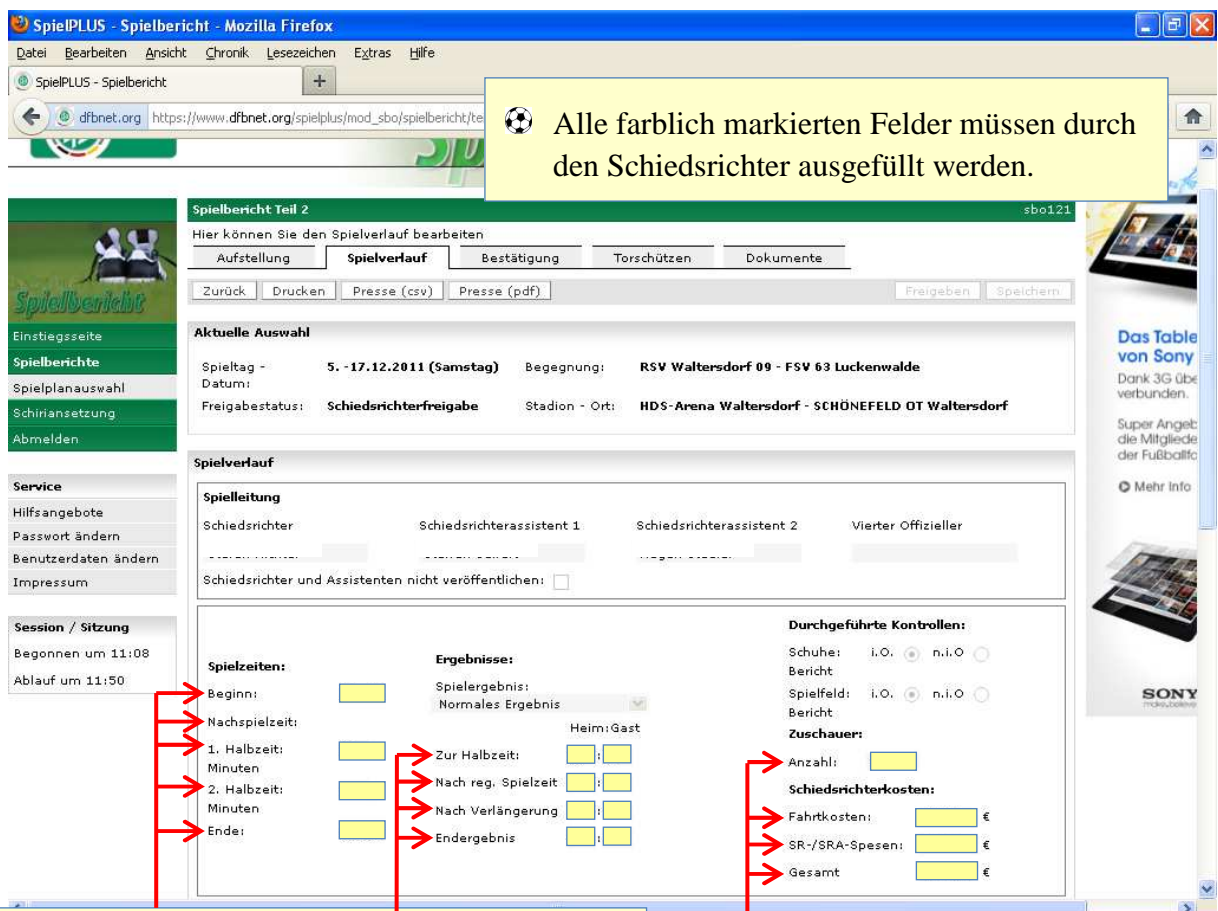 SpielPLUS - Spielbericht - Mozilla Firefox
Datei Bearbeiten Ansicht Chronik Lesezeichen Extras Hilfe
SpielPLUS - Spielbericht +
dfbnet.org https://www.dfbnet.org/spielplus/mod_sbo/spielbericht/te
Alle farblich markierten Felder müssen durch
den Schiedsrichter ausgefüllt werden.
Spielbericht Teil 2 sbo121
Hier können Sie den Spielverlauf bearbeiten
Aufstellung Spielverlauf Bestätigung Torschützen Dokumente
Zurück Drucken Presse (csv) Presse (pdf) Freigeben Speichern
Spielbericht
Einstiegsseite
Spielberichte
Spielplanauswahl
Schiriansetzung
Abmelden
Service
Hilfsangebote
Passwort ändern
Benutzerdaten ändern
Impressum
Session / Sitzung
Begonnen um 11:08
Ablauf um 11:50
Aktuelle Auswahl
Spieltag - 5. -17.12.2011 (Samstag) Begegnung: RSV Waltersdorf 09 - FSV 63 Luckenwalde
Datum:
Freigabestatus: Schiedsrichterfreigabe Stadion - Ort: HDS-Arena Waltersdorf - SCHÖNEFELD OT Waltersdorf
Spielverlauf
Spielleitung
Schiedsrichter Schiedsrichterassistent 1 Schiedsrichterassistent 2 Vierter Offizieller
Schiedsrichter und Assistenten nicht veröffentlichen:
Spielzeiten:
Beginn:
Nachspielzeit:
1. Halbzeit:
Minuten
2. Halbzeit:
Minuten
Ende:
Ergebnisse:
Spielergebnis:
Normales Ergebnis
Heim:Gast
Zur Halbzeit: :
Nach reg. Spielzeit :
Nach Verlängerung :
Endergebnis :
Durchgeführte Kontrollen:
Schuhe: i.O. n.i.O
Bericht
Spielfeld: i.O. n.i.O
Bericht
Zuschauer:
Anzahl:
Schiedsrichterkosten:
Fahrtkosten: €
SR-/SRA-Spesen: €
Gesamt €
Das Table
von Sony
Dank 3G übe
verbunden.
Super Angeb
die Mitgliede
der Fußballfo
Mehr Info
SONY
make.believe